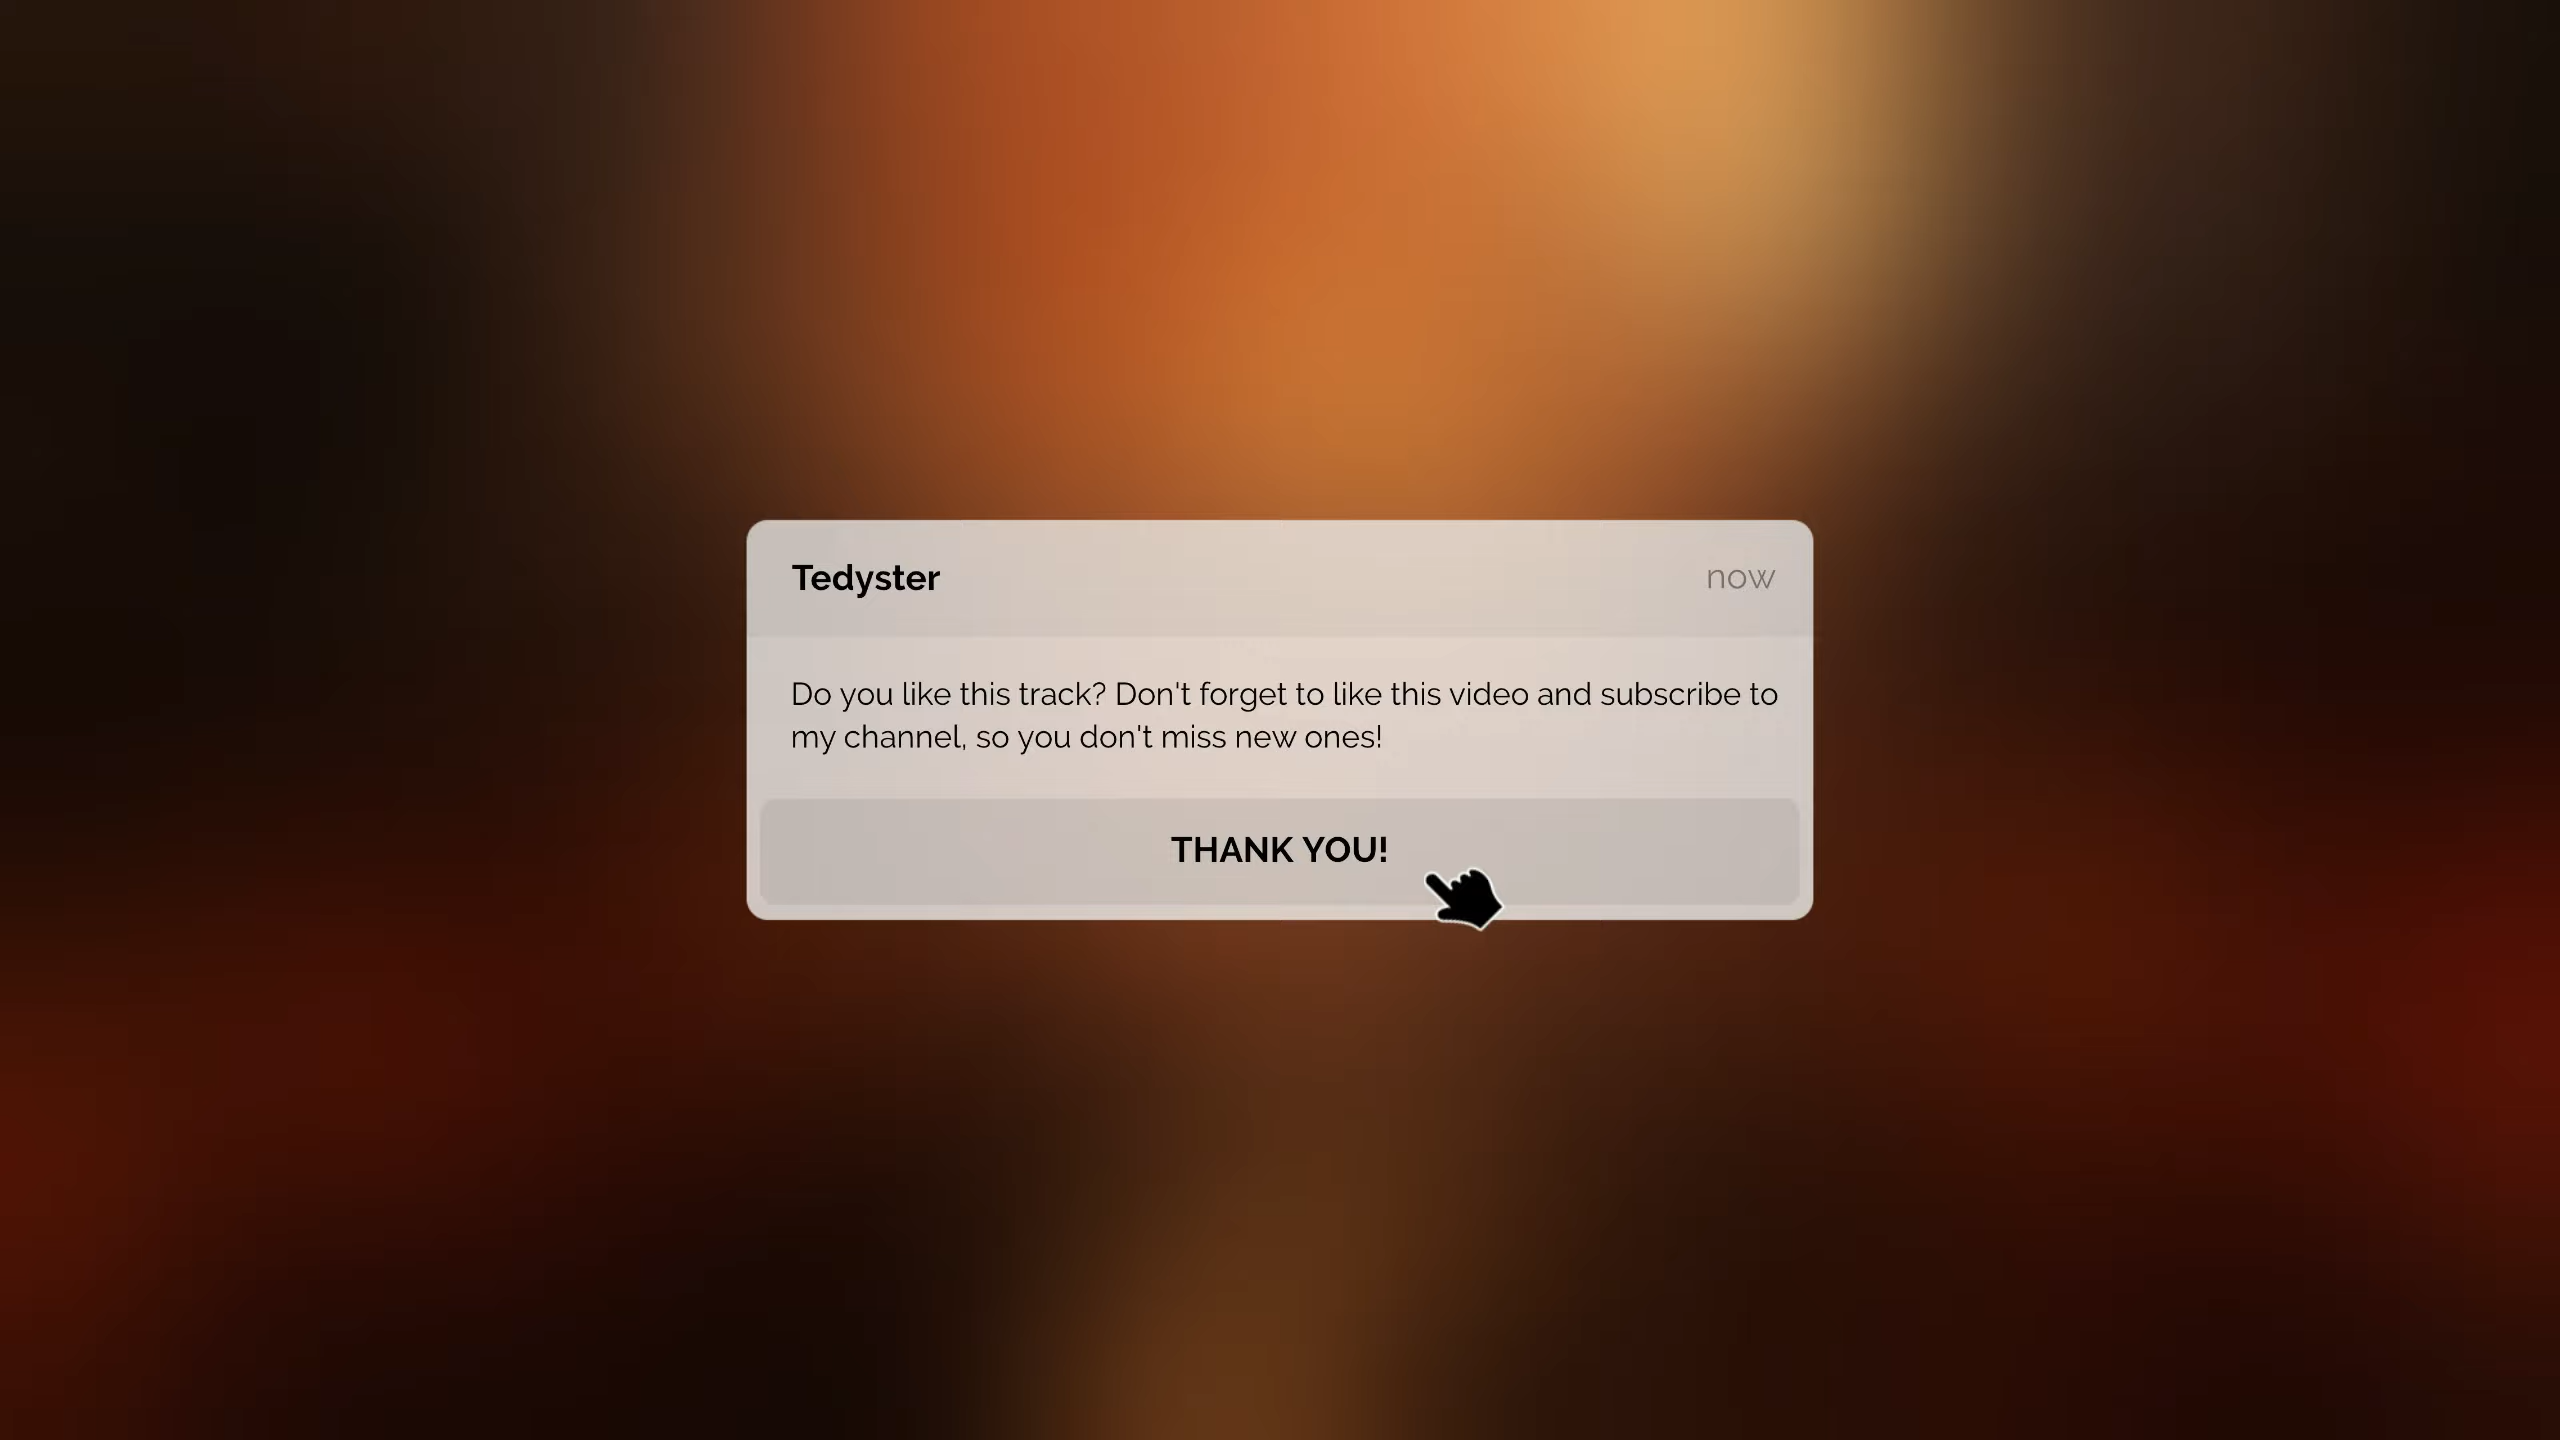 Tedyster
now
Do you like this track? Don't forget to like this video and subscribe to
my channel, so you don't miss new ones!
THANK YOU!